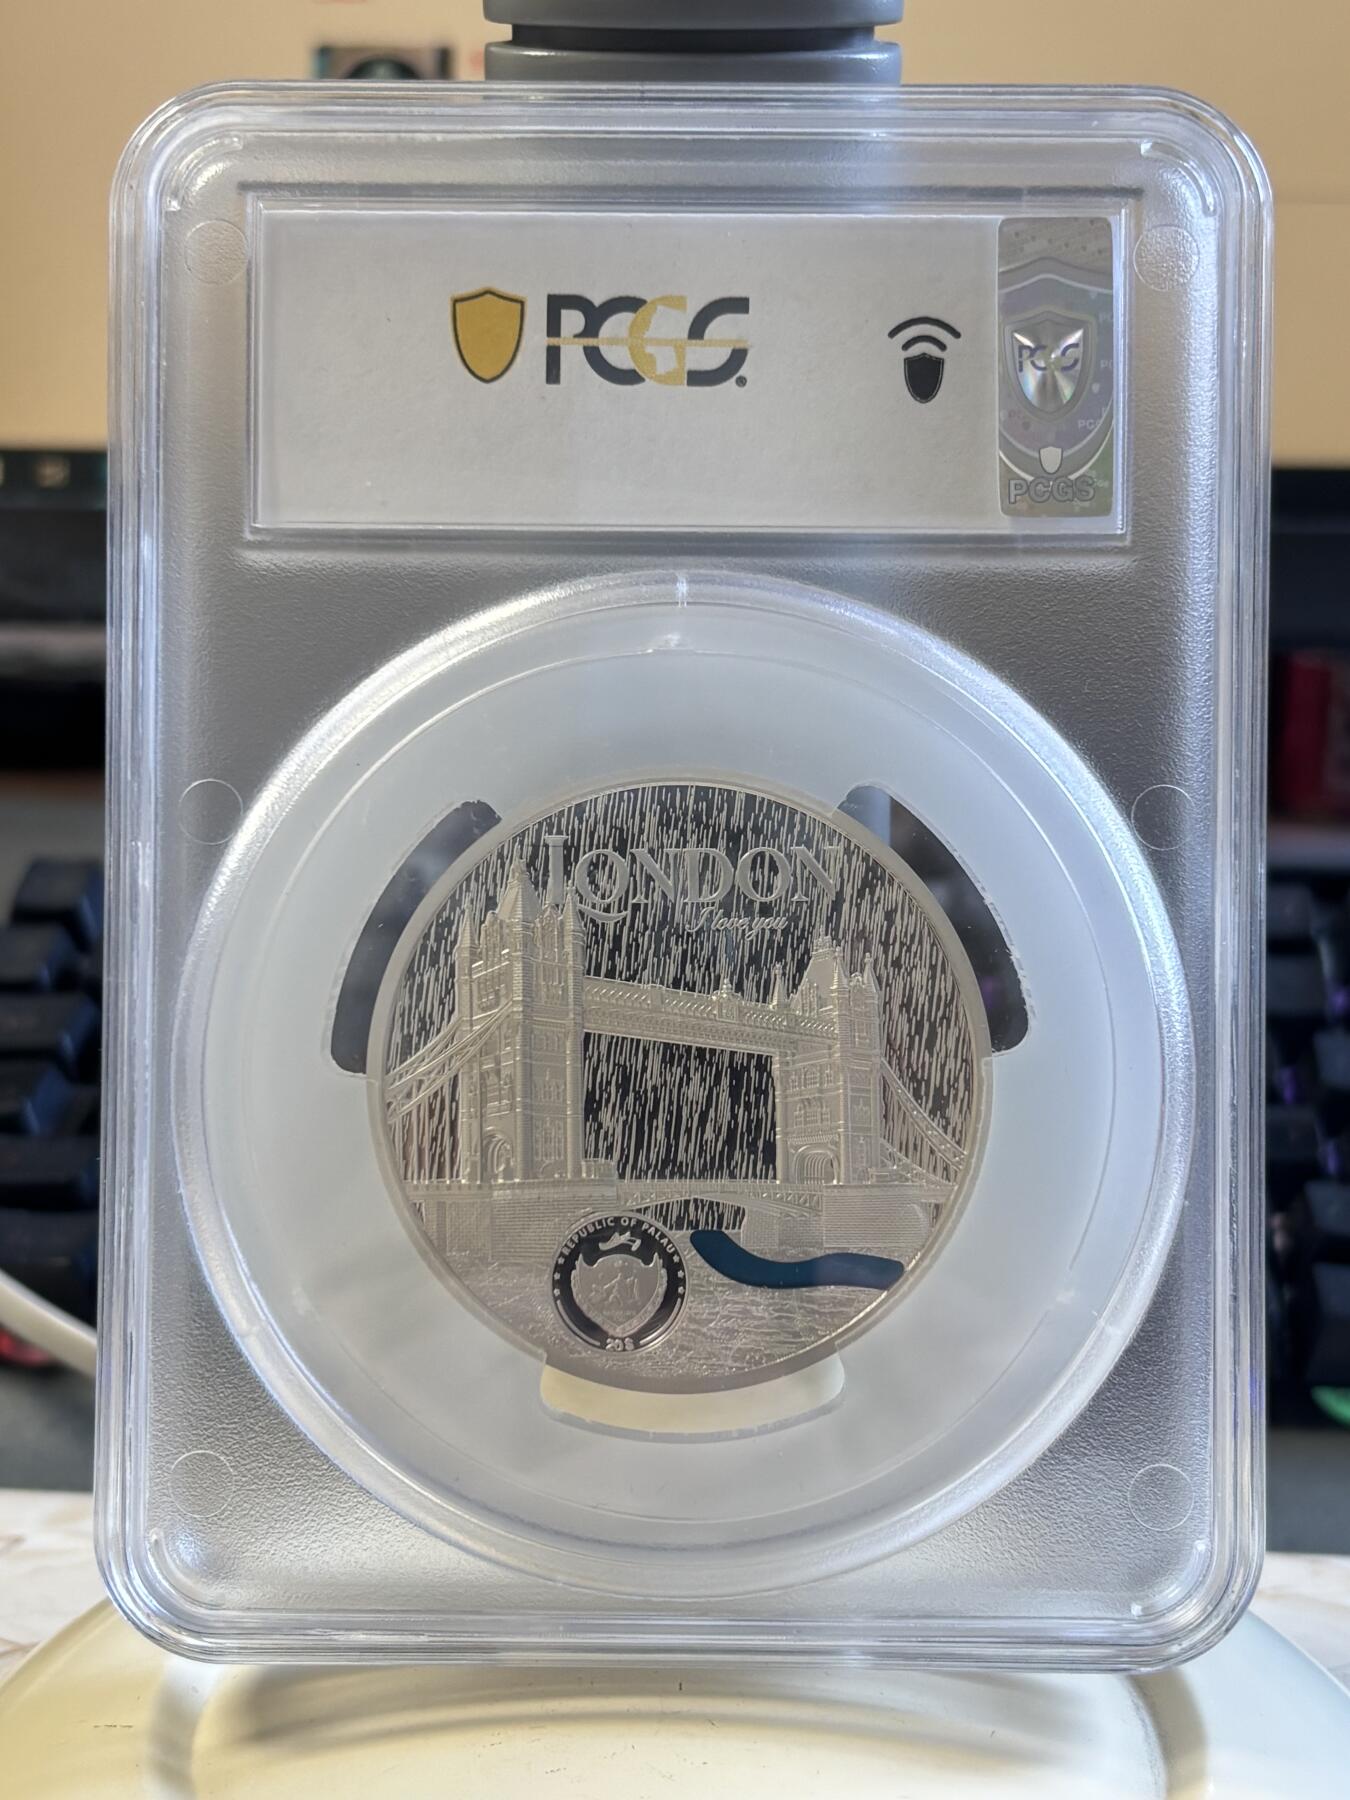 PCGS
PCGS
PCGS
LONDON
I love you
REPUBLIC OF PALAU
20$